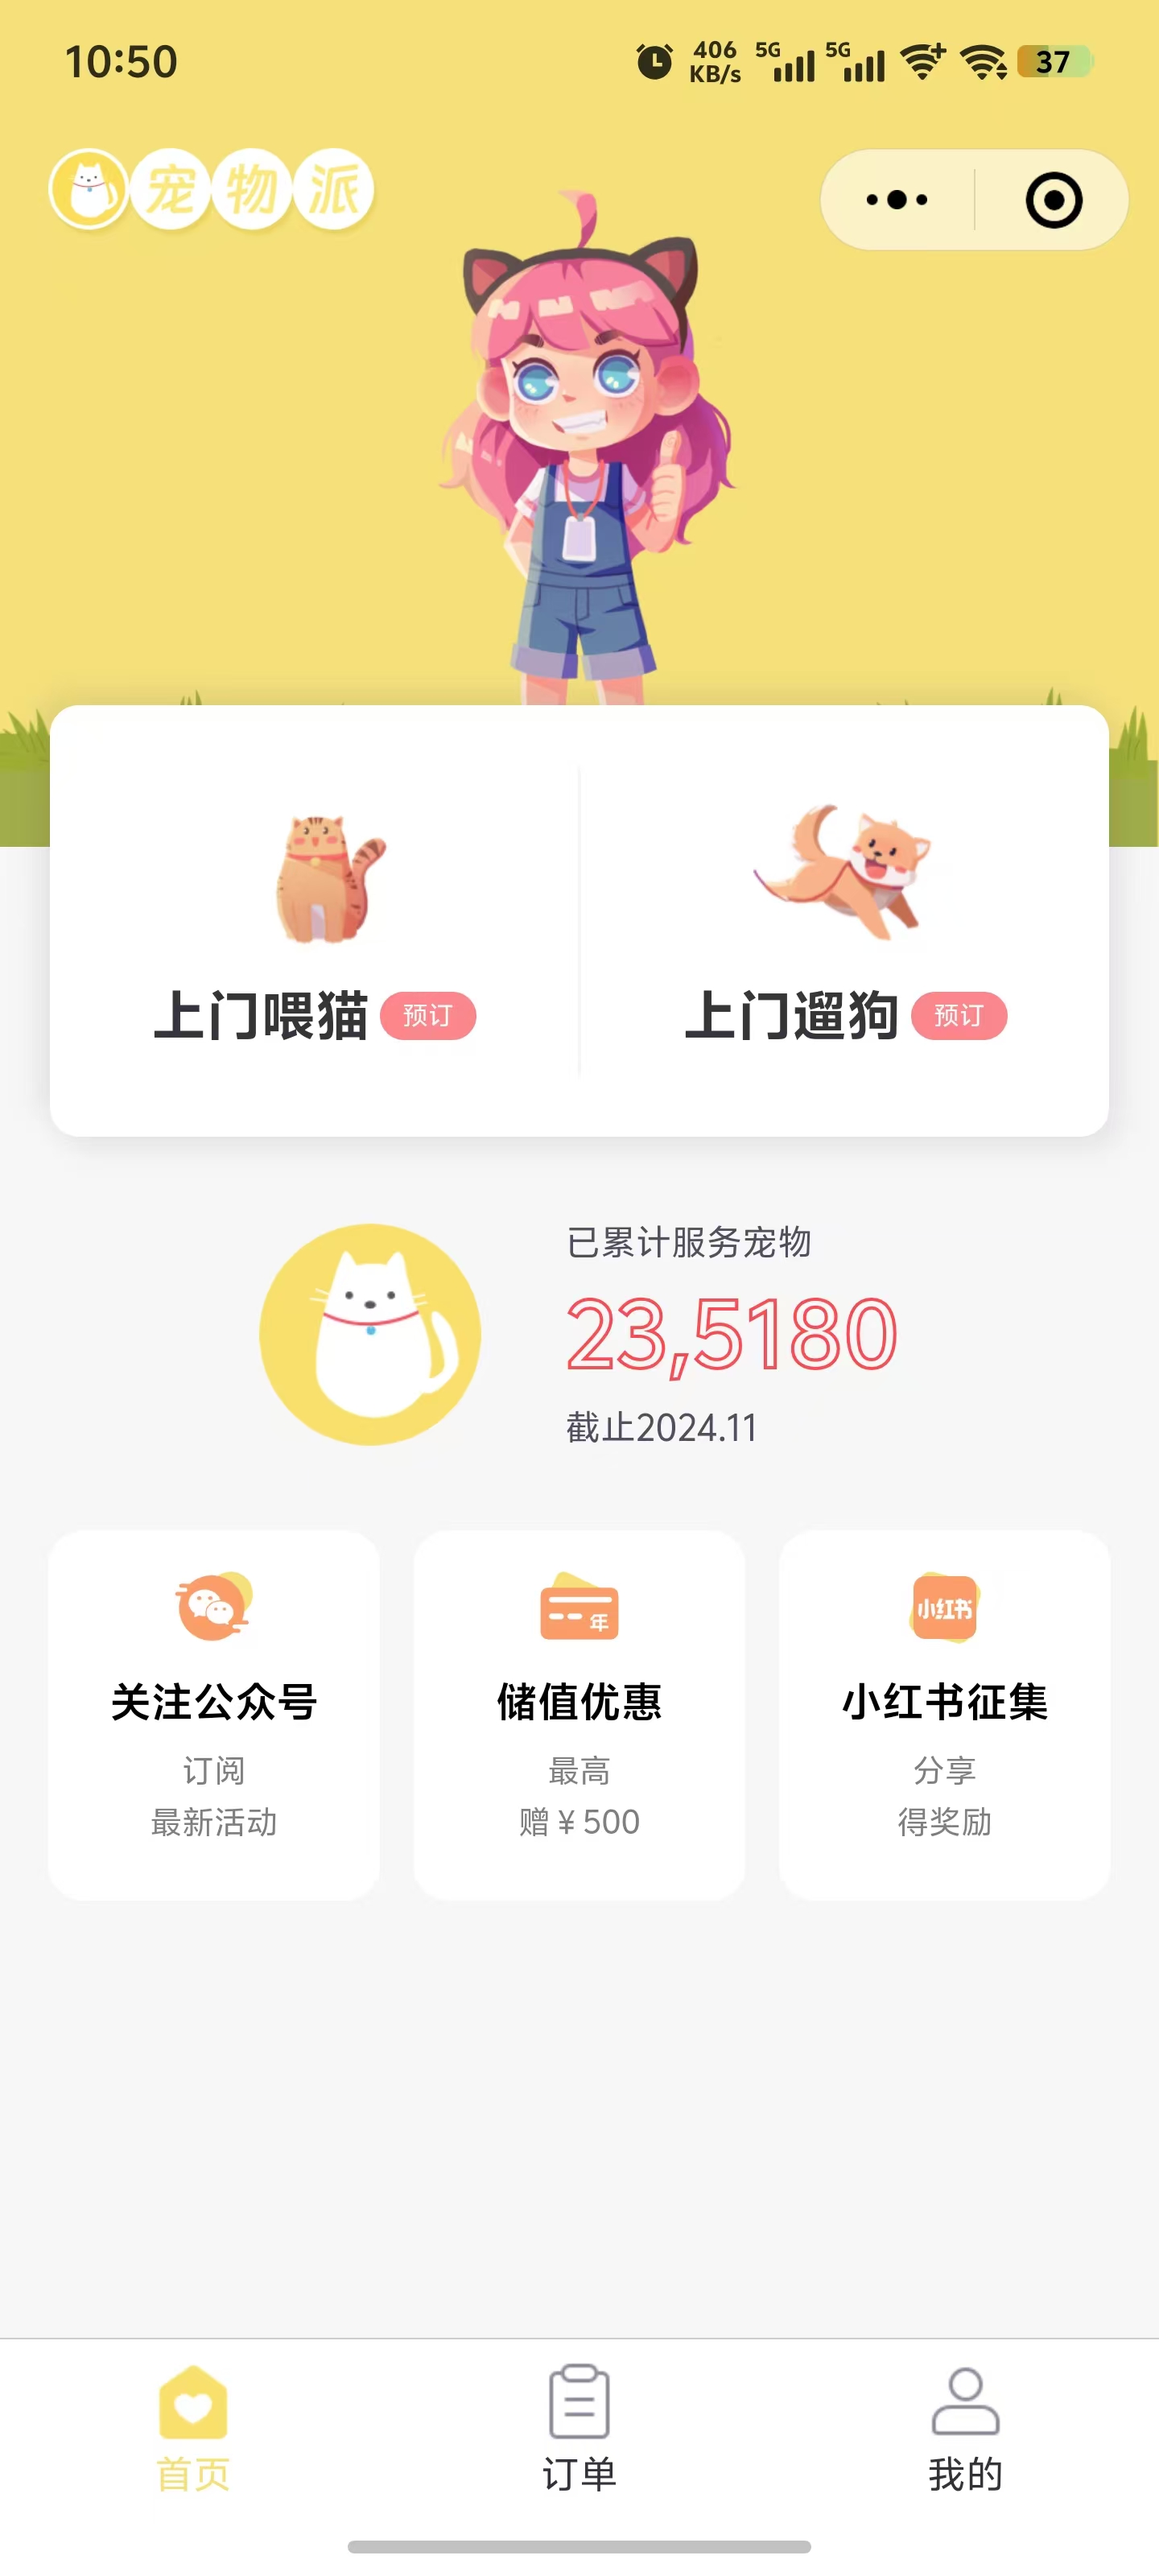 10:50
406 KB/s 5G 5G 37
宠物派
上门喂猫 预订
上门遛狗 预订
已累计服务宠物
23,5180
截止2024.11
年
小红书
关注公众号
储值优惠
小红书征集
订阅
最高
分享
最新活动
赠¥500
得奖励
首页
订单
我的